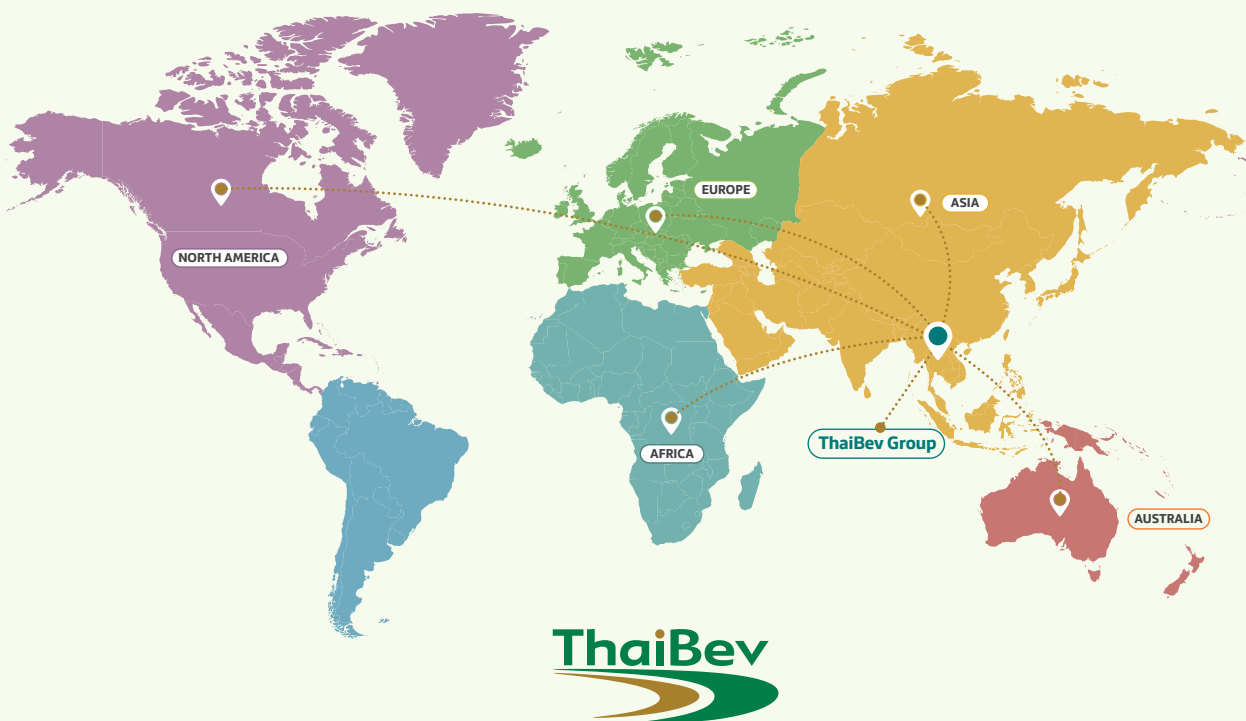 EUROPE
ASIA
NORTH AMERICA
ThaiBev Group
AFRICA
AUSTRALIA
ThaiBev